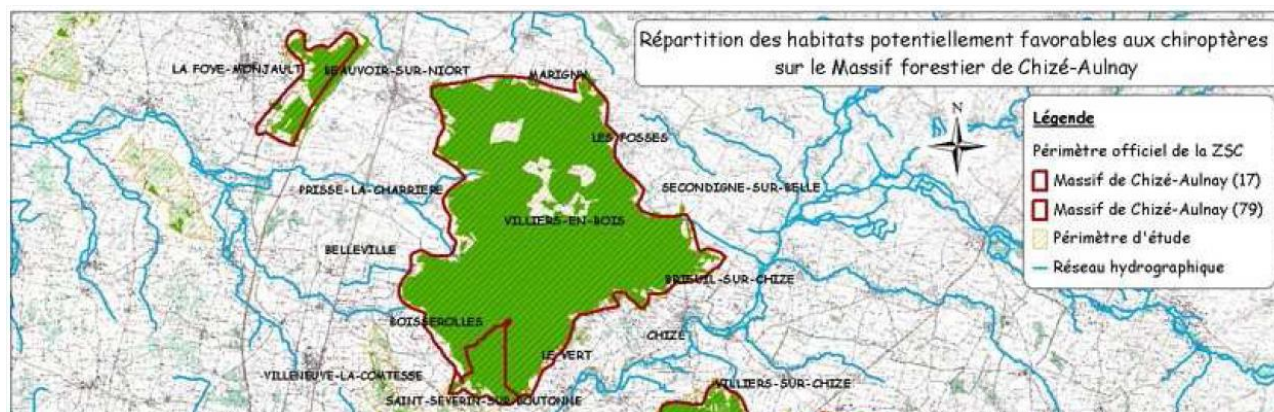 Répartition des habitats potentiellement favorables aux chiroptères
sur le Massif forestier de Chizé-Aulnay
N
Légende
Périmètre officiel de la ZSC
Massif de Chizé-Aulnay (17)
Massif de Chizé-Aulnay (79)
Périmètre d'étude
Réseau hydrographique
LA FOYE-MONJAULT
BEAUVOIR-SUR-NIORT
MARIGNY
LES FOSSES
PRISSE-LA-CHARRIERE
SECONDIGNE-SUR-BELLE
VILLIERS-EN-BOIS
BELLEVILLE
BRIEUIL-SUR-CHIZE
BOISSEROLLES
CHIZE
LE VERT
VILLENEUVE-LA-COMTESSE
VILLIERS-SUR-CHIZE
SAINT-SEVERIN-SUR-BOUTONNE